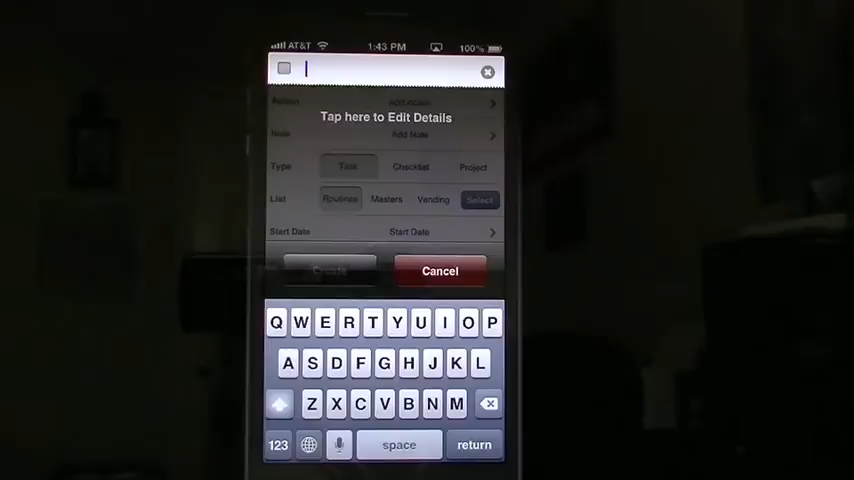 AT&T 1:43 PM 100%
Action Add Action
Tap here to Edit Details
Note Add Note
Type Task Checklist Project
List Routines Masters Vending Select
Start Date Start Date
Create Cancel
Q W E R T Y U I O P
A S D F G H J K L
Z X C V B N M
123 space return